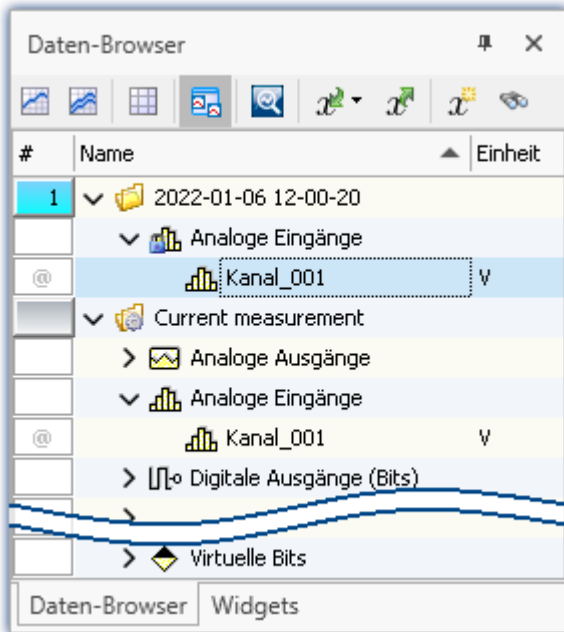 Daten-Browser
# Name Einheit
1 2022-01-06 12-00-20
Analoge Eingänge
@ Kanal_001 V
Current measurement
Analoge Ausgänge
Analoge Eingänge
@ Kanal_001 V
Digitale Ausgänge (Bits)
Virtuelle Bits
Daten-Browser Widgets